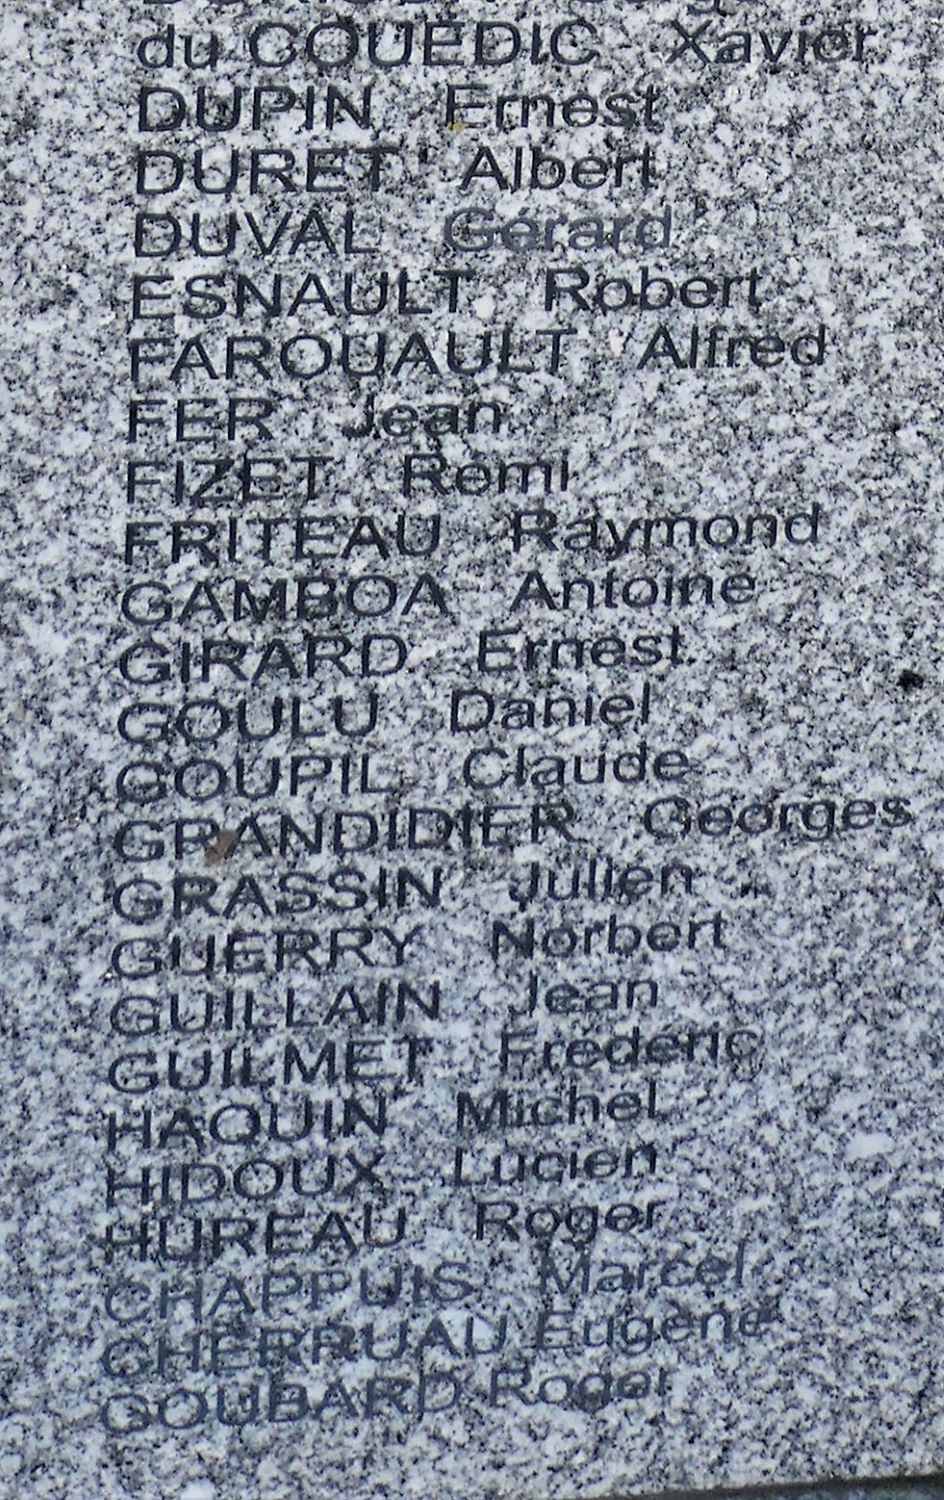 du COUËDIC Xavier
DUPIN Ernest
DURET Albert
DUVAL Gérard
ESNAULT Robert
FAROUAULT Alfred
FER Jean
FIZET Rémi
FRITEAU Raymond
GAMBOA Antoine
GIRARD Ernest
GOULU Daniel
GOUPIL Claude
GRANDIDIER Georges
GRASSIN Julien
GUERRY Norbert
GUILLAIN Jean
GUILMET Frédéric
HAQUIN Michel
HIDOUX Lucien
HUREAU Roger
CHAPPUIS Marcel
CHERRUAU Eugène
GOUBARD Roger